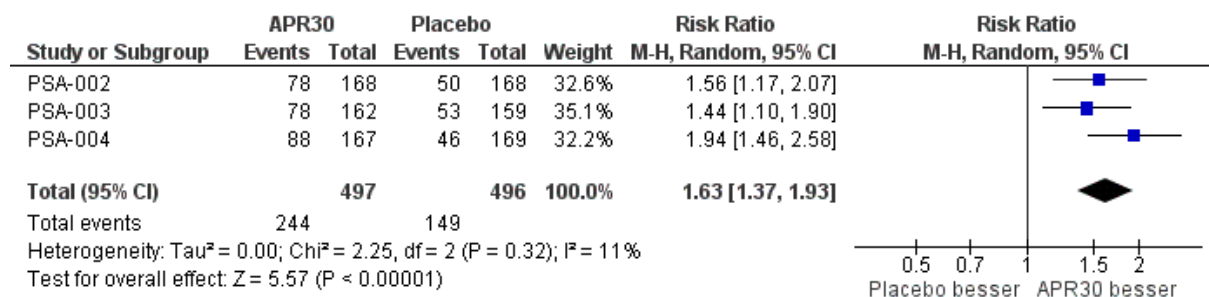 APR30 Placebo Risk Ratio Risk Ratio
Study or Subgroup Events Total Events Total Weight M-H, Random, 95% CI M-H, Random, 95% CI
PSA-002 78 168 50 168 32.6% 1.56 [1.17, 2.07]
PSA-003 78 162 53 159 35.1% 1.44 [1.10, 1.90]
PSA-004 88 167 46 169 32.2% 1.94 [1.46, 2.58]
Total (95% CI) 497 496 100.0% 1.63 [1.37, 1.93]
Total events 244 149
Heterogeneity: Tau² = 0.00; Chi² = 2.25, df = 2 (P = 0.32); I² = 11%
Test for overall effect: Z = 5.57 (P < 0.00001)
0.5 0.7 1 1.5 2
Placebo besser APR30 besser